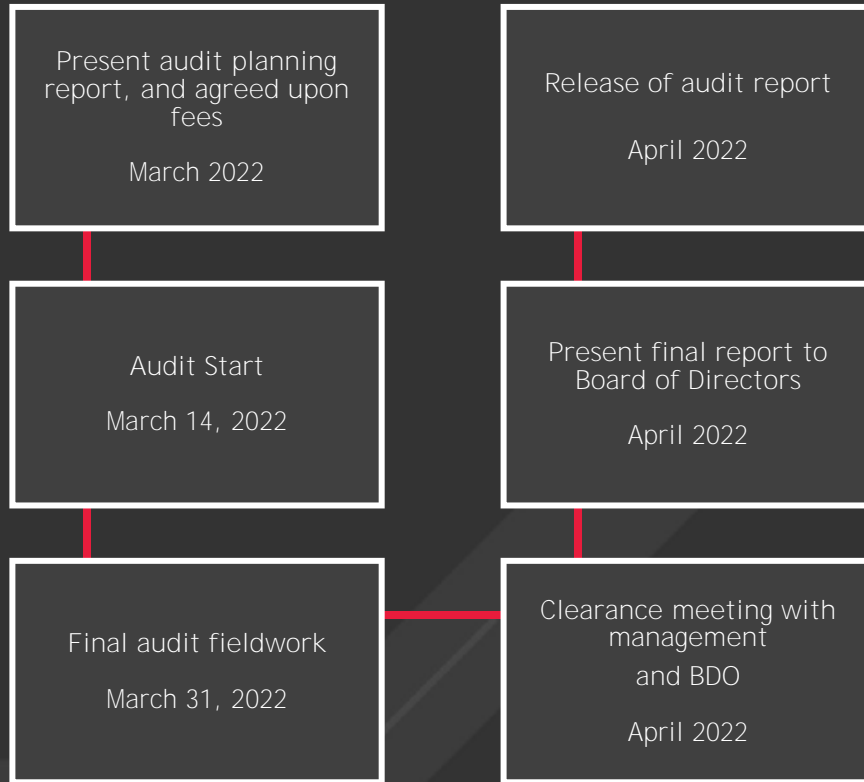 Present audit planning
report, and agreed upon
fees
March 2022
Audit Start
March 14, 2022
Final audit fieldwork
March 31, 2022
Clearance meeting with
management
and BDO
April 2022
Present final report to
Board of Directors
April 2022
Release of audit report
April 2022